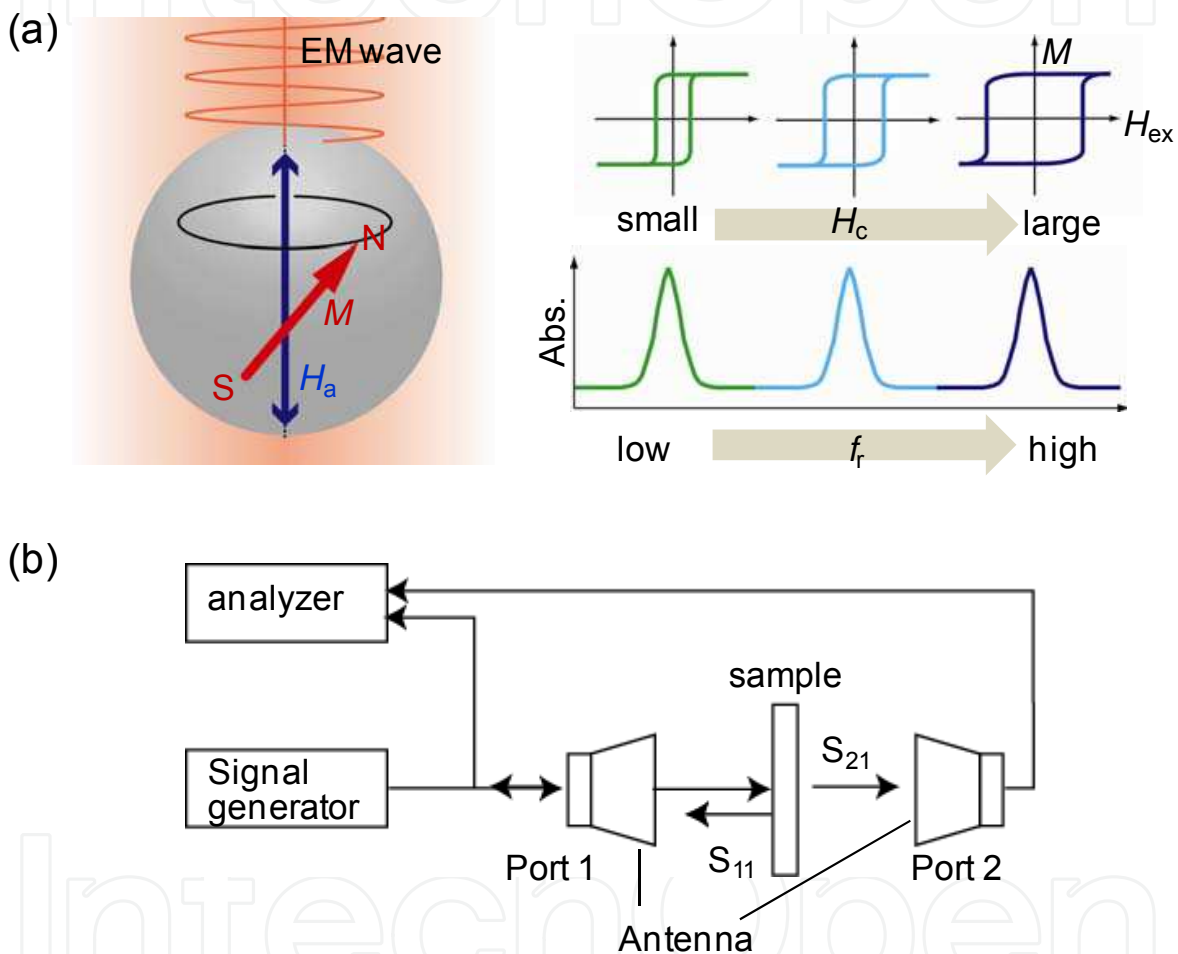 (a)
EM wave
N
M
S
Hₐ
M
Hₑₓ
small
H꜀
large
Abs.
low
fᵣ
high
(b)
analyzer
sample
Signal
generator
S₂₁
S₁₁
Port 1
Port 2
Antenna
IntechOpen